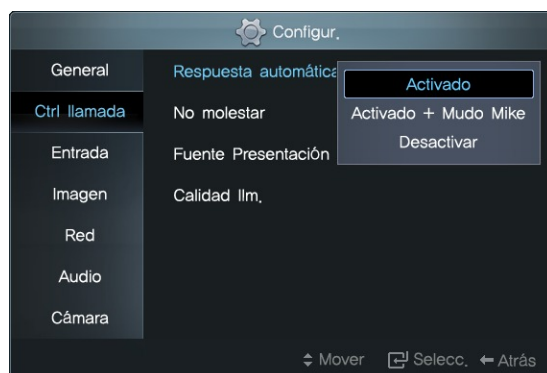 Configur.
General
Ctrl llamada
Entrada
Imagen
Red
Audio
Cámara
Respuesta automática
No molestar
Fuente Presentación
Calidad llm.
Activado
Activado + Mudo Mike
Desactivar
Mover Selecc. Atrás